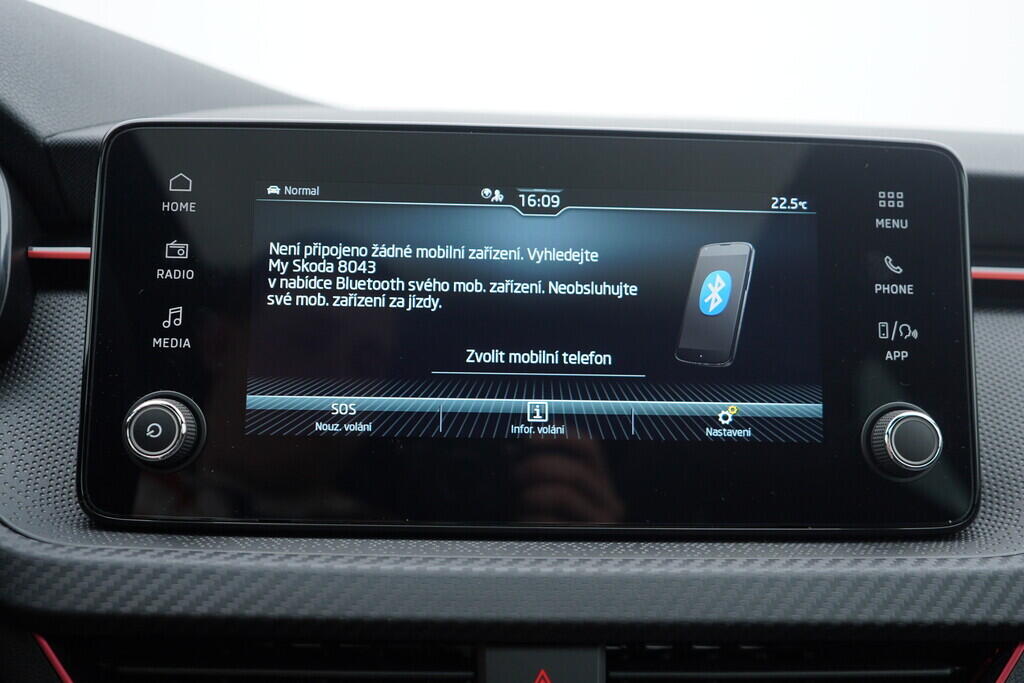 HOME
RADIO
MEDIA
Normal
16:09
22.5°C
Není připojeno žádné mobilní zařízení. Vyhledejte
My Skoda 8043
v nabídce Bluetooth svého mob. zařízení. Neobsluhujte
své mob. zařízení za jízdy.
Zvolit mobilní telefon
SOS
Nouz. volání
Infor. volání
Nastavení
MENU
PHONE
APP